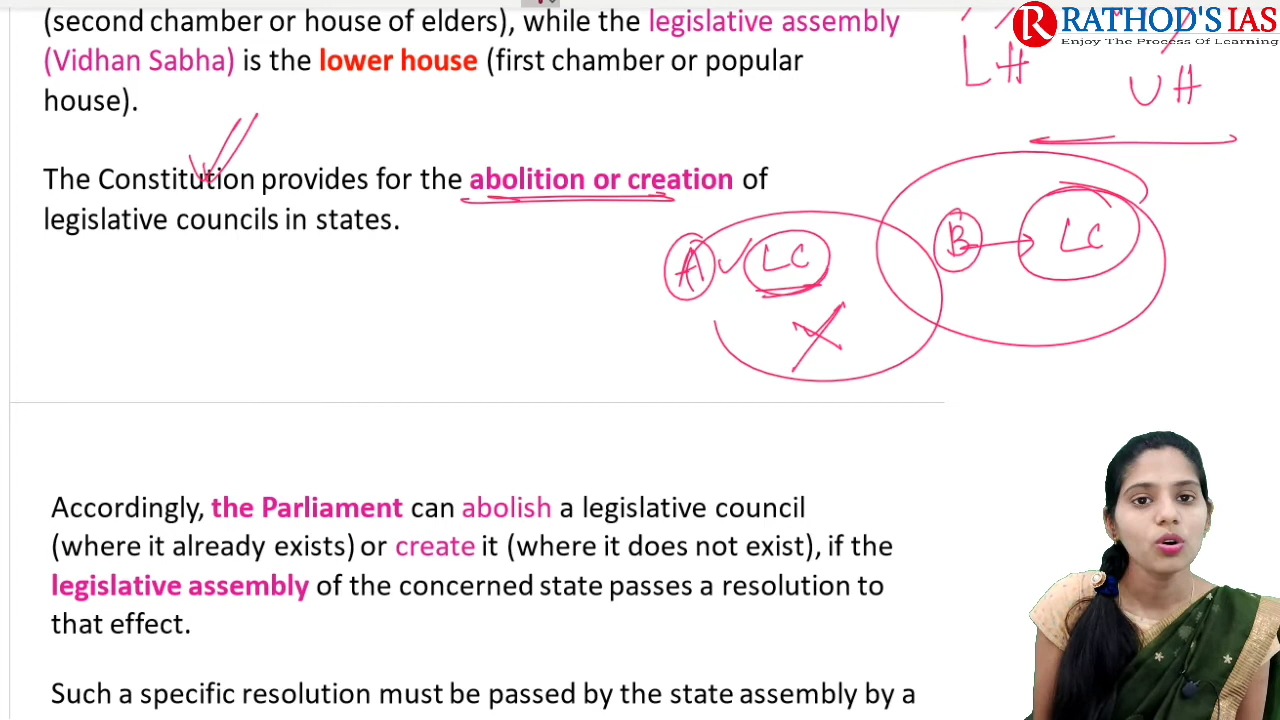 (second chamber or house of elders), while the legislative assembly
(Vidhan Sabha) is the lower house (first chamber or popular
house).
RATHOD'S IAS
Enjoy The Process Of Learning
LH
UH
The Constitution provides for the abolition or creation of
legislative councils in states.
A LC
B LC
Accordingly, the Parliament can abolish a legislative council
(where it already exists) or create it (where it does not exist), if the
legislative assembly of the concerned state passes a resolution to
that effect.
Such a specific resolution must be passed by the state assembly by a